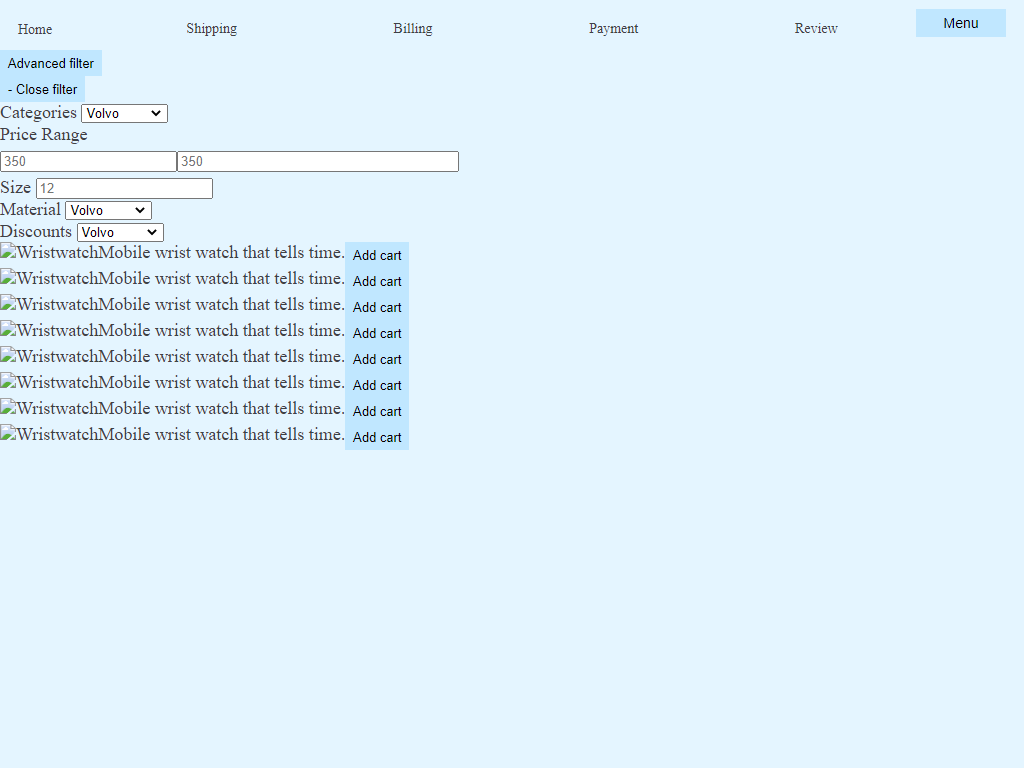 Home Shipping Billing Payment Review Menu
Advanced filter
- Close filter
Categories Volvo
Price Range
350 350
Size 12
Material Volvo
Discounts Volvo
WristwatchMobile wrist watch that tells time. Add cart
WristwatchMobile wrist watch that tells time. Add cart
WristwatchMobile wrist watch that tells time. Add cart
WristwatchMobile wrist watch that tells time. Add cart
WristwatchMobile wrist watch that tells time. Add cart
WristwatchMobile wrist watch that tells time. Add cart
WristwatchMobile wrist watch that tells time. Add cart
WristwatchMobile wrist watch that tells time. Add cart